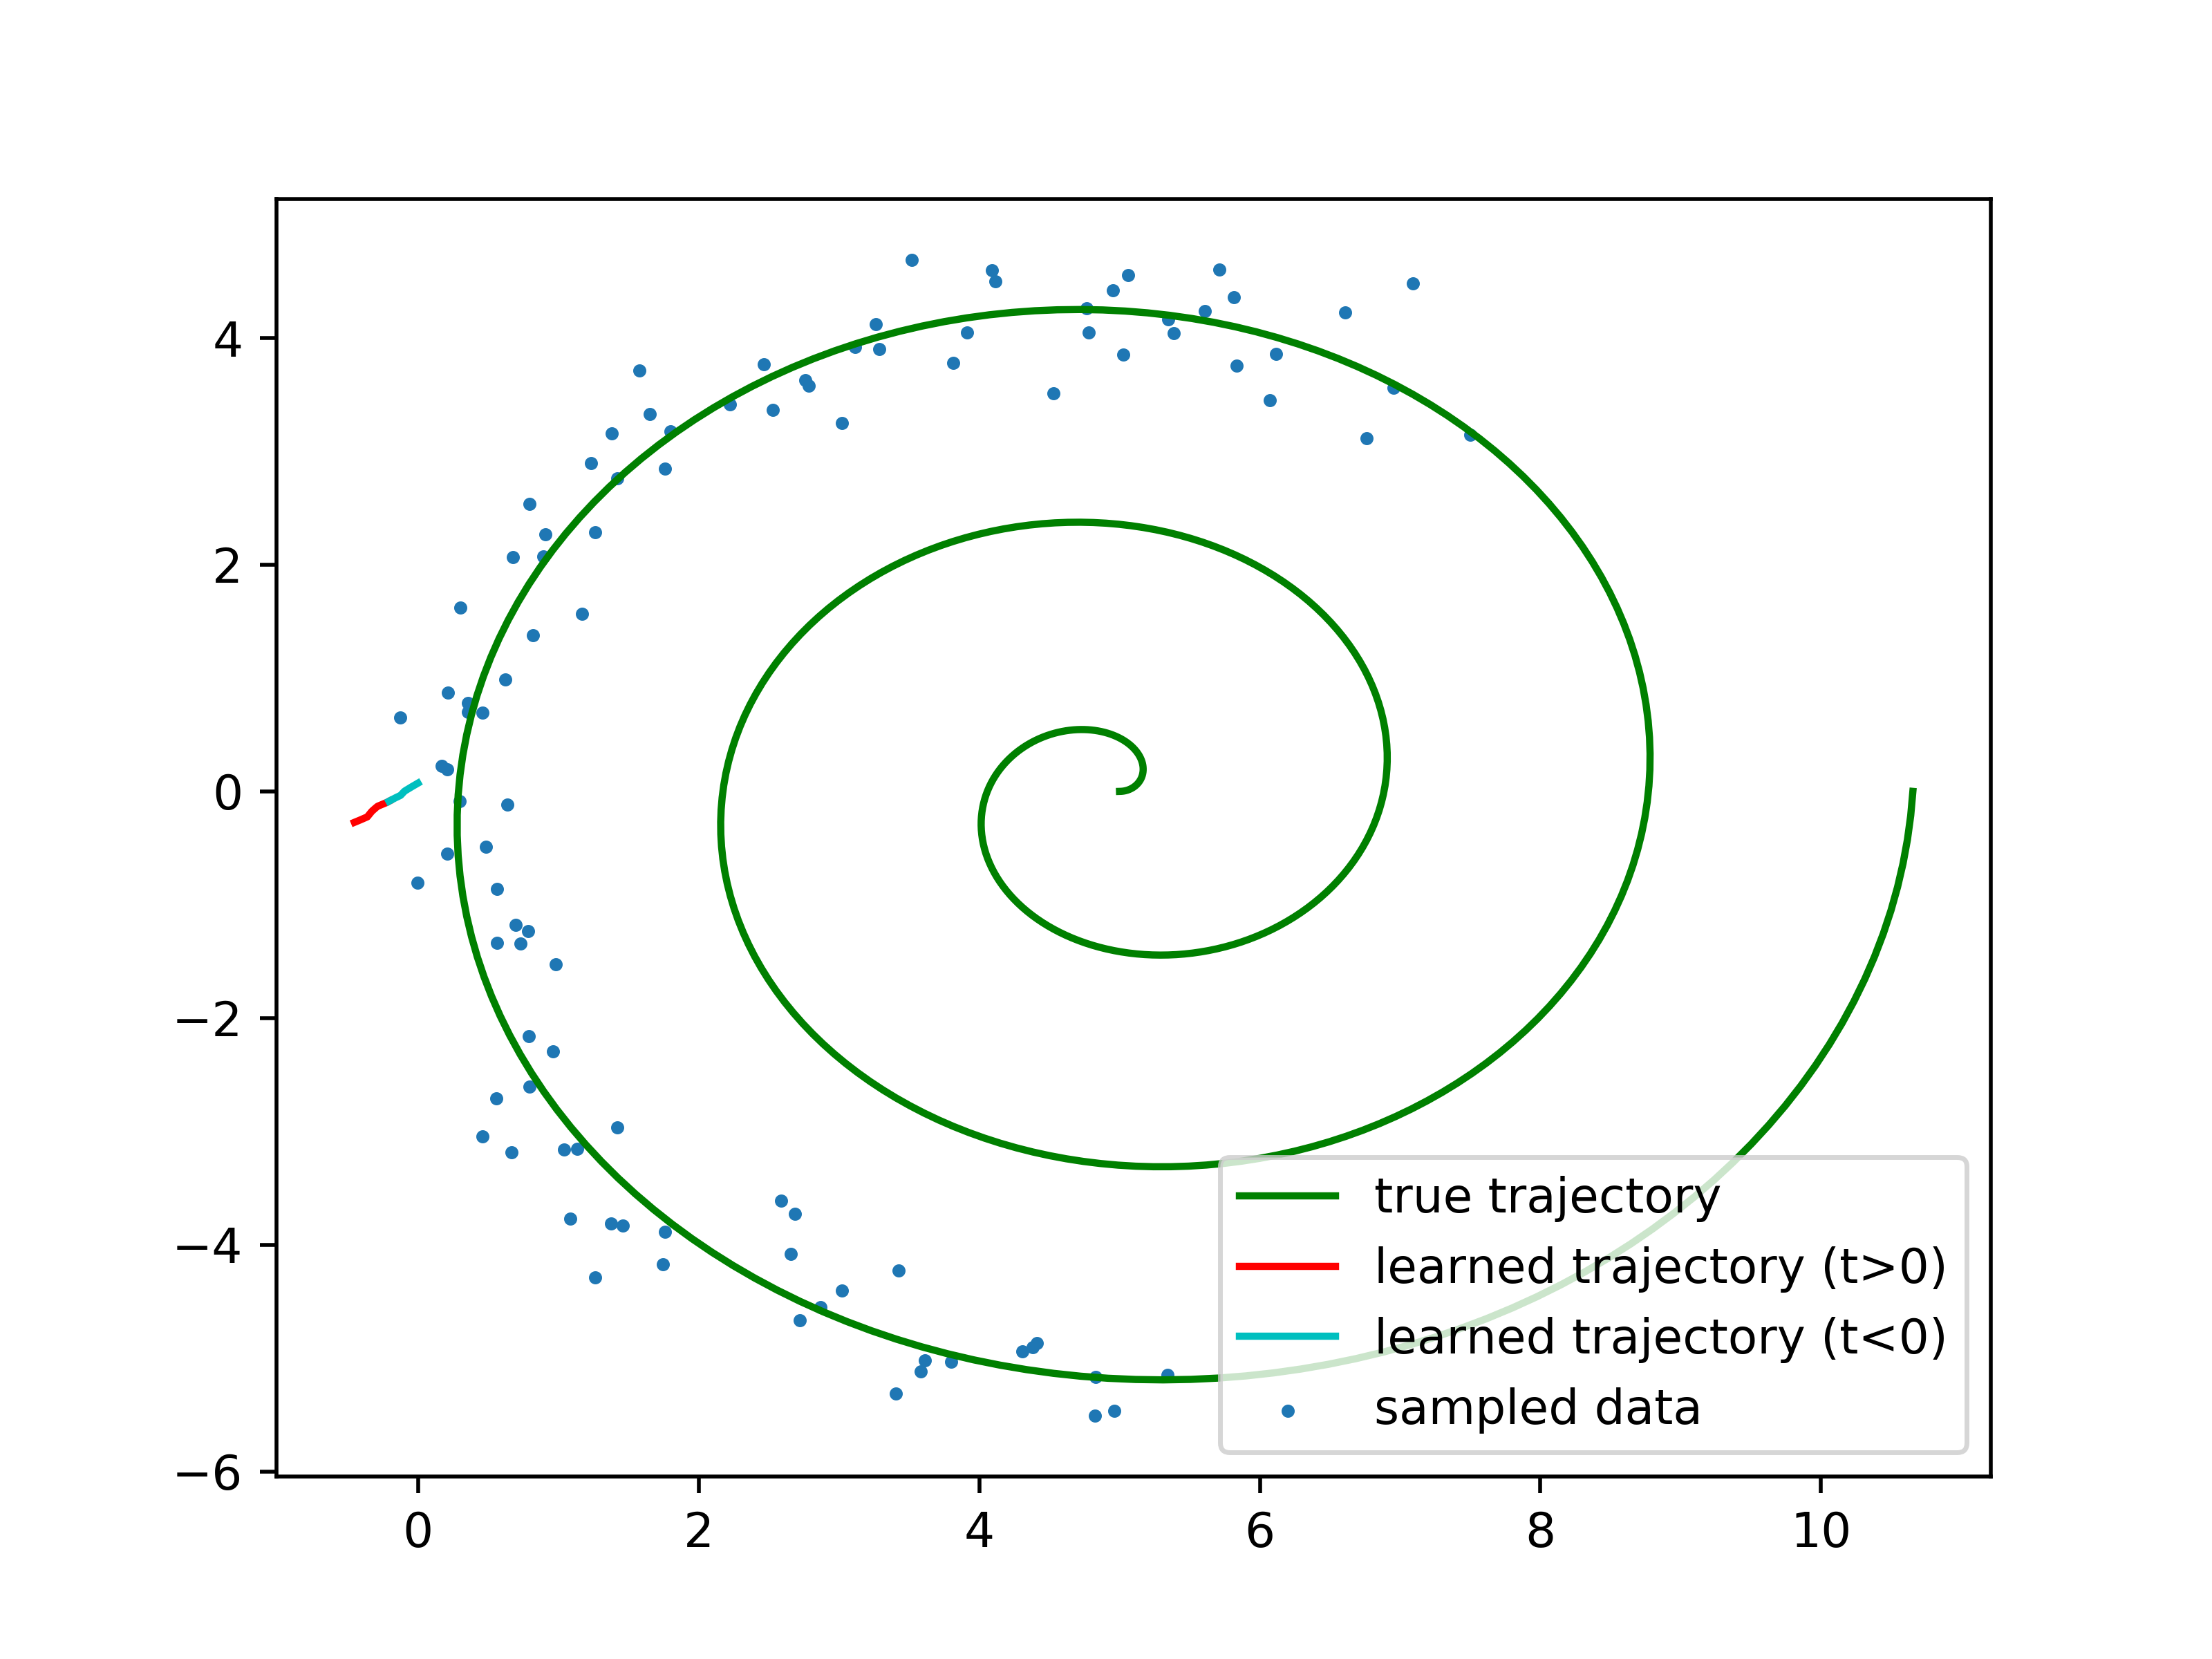 4
2
0
−2
−4
−6
0 2 4 6 8 10
true trajectory
learned trajectory (t>0)
learned trajectory (t<0)
sampled data